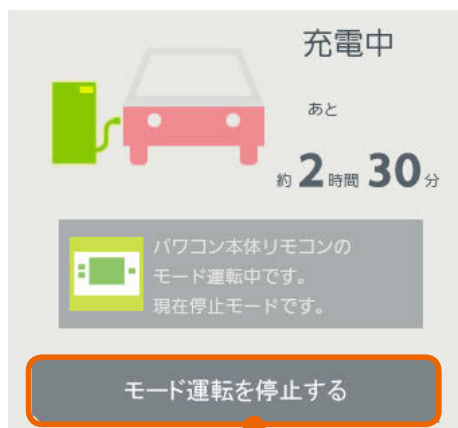 充電中
あと
約2時間30分
パワコン本体リモコンの
モード運転中です。
現在停止モードです。
モード運転を停止する